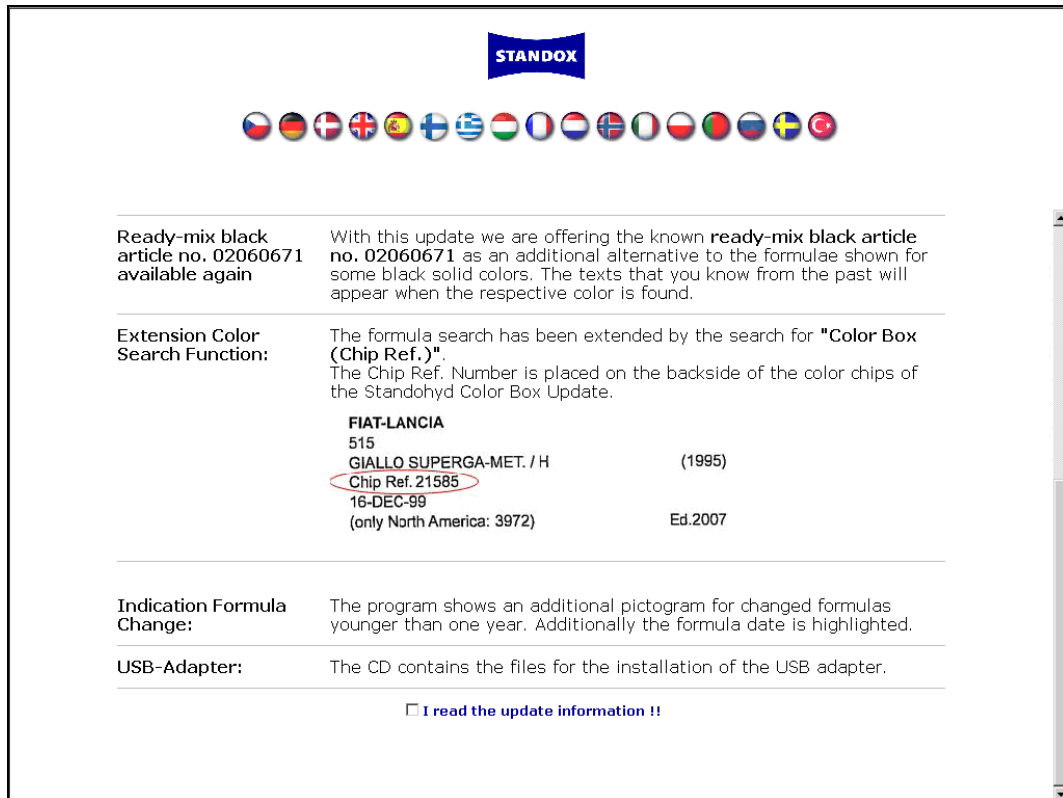 STANDOX
Ready-mix black
article no. 02060671
available again
With this update we are offering the known ready-mix black article
no. 02060671 as an additional alternative to the formulae shown for
some black solid colors. The texts that you know from the past will
appear when the respective color is found.
Extension Color
Search Function:
The formula search has been extended by the search for "Color Box
(Chip Ref.)".
The Chip Ref. Number is placed on the backside of the color chips of
the Standohyd Color Box Update.
FIAT-LANCIA
515
GIALLO SUPERGA-MET. / H (1995)
Chip Ref. 21585
16-DEC-99
(only North America: 3972) Ed.2007
Indication Formula
Change:
The program shows an additional pictogram for changed formulas
younger than one year. Additionally the formula date is highlighted.
USB-Adapter:
The CD contains the files for the installation of the USB adapter.
I read the update information !!